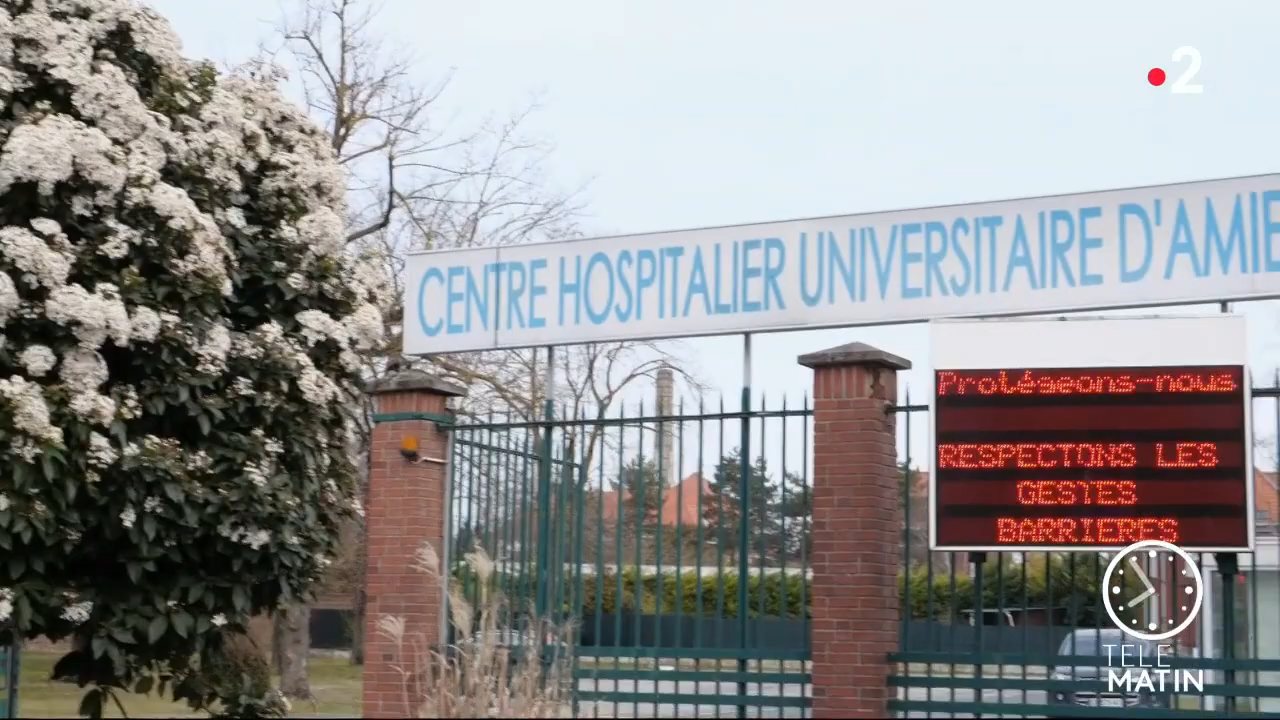 2
CENTRE HOSPITALIER UNIVERSITAIRE D'AMIE
Protégeons-nous
RESPECTONS LES
GESTES
BARRIERES
TELE
MATIN